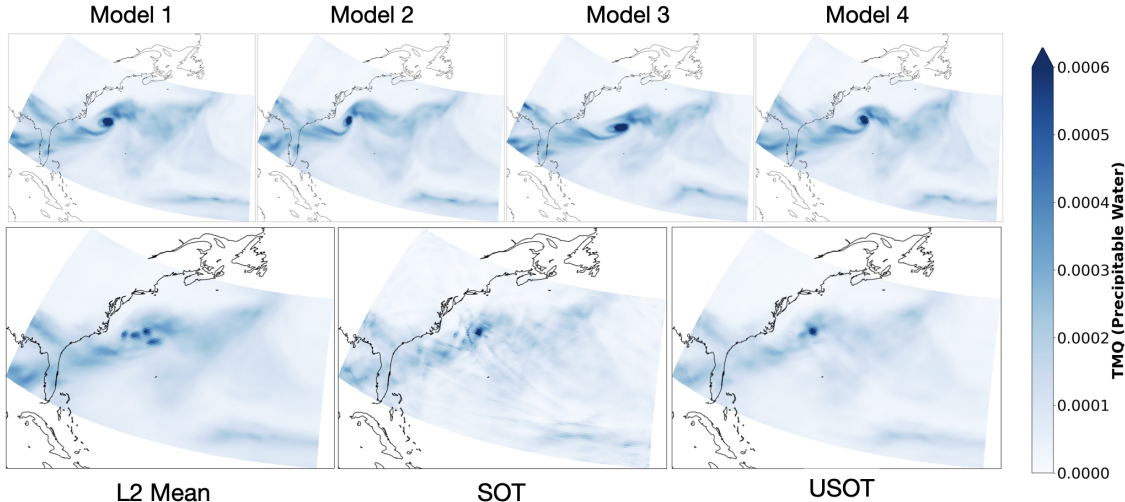 Model 1
Model 2
Model 3
Model 4
0.0006
0.0005
0.0004
0.0003
0.0002
0.0001
0.0000
TMQ (Precipitable Water)
L2 Mean
SOT
USOT